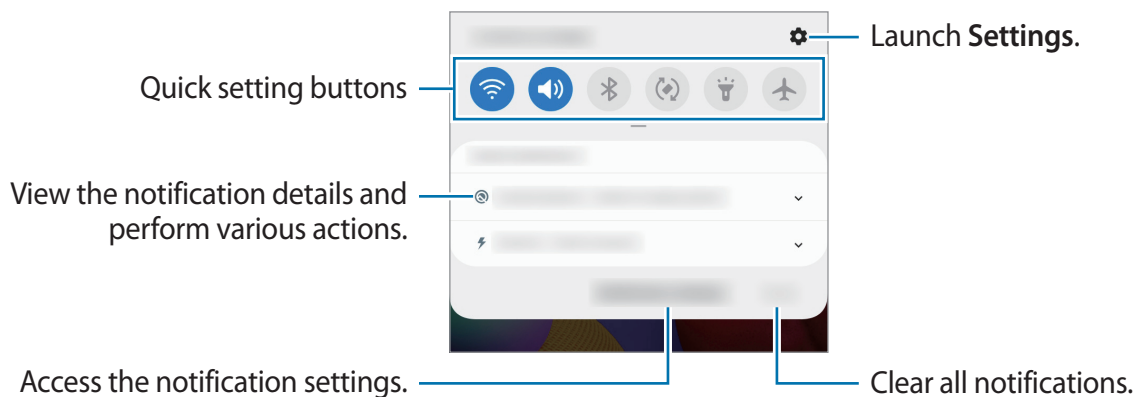 Launch Settings.
Quick setting buttons
View the notification details and
perform various actions.
Access the notification settings.
Clear all notifications.